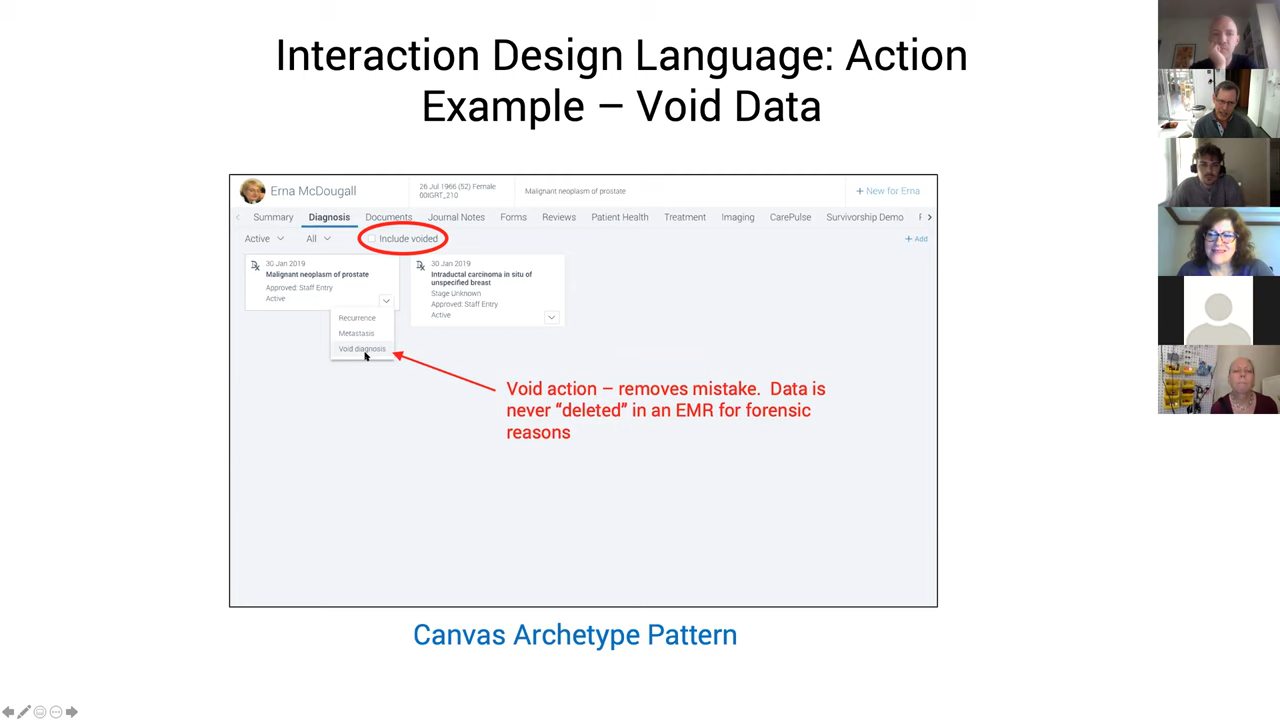 Interaction Design Language: Action
Example – Void Data
Erna McDougall
26 Jul 1966 (52) Female
00IGRT_210
Malignant neoplasm of prostate
+ New for Erna
Summary
Diagnosis
Documents
Journal Notes
Forms
Reviews
Patient Health
Treatment
Imaging
CarePulse
Survivorship Demo
Active
All
Include voided
+ Add
30 Jan 2019
Malignant neoplasm of prostate
Approved: Staff Entry
Active
Recurrence
Metastasis
Void diagnosis
30 Jan 2019
Intraductal carcinoma in situ of
unspecified breast
Stage Unknown
Approved: Staff Entry
Active
Void action – removes mistake. Data is
never “deleted” in an EMR for forensic
reasons
Canvas Archetype Pattern